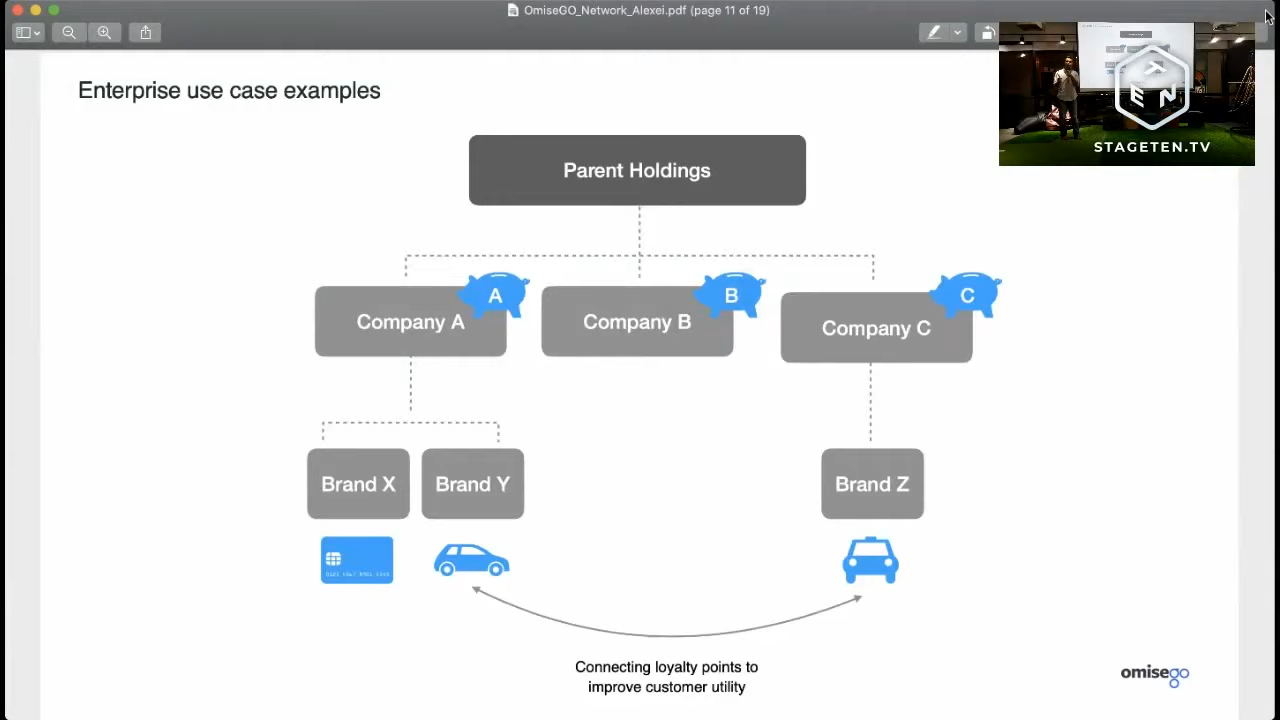 OmiseGO_Network_Alexei.pdf (page 11 of 19)
Enterprise use case examples
EN
STAGETEN.TV
Parent Holdings
A
B
C
Company A
Company B
Company C
Brand X
Brand Y
Brand Z
Connecting loyalty points to
improve customer utility
omisego